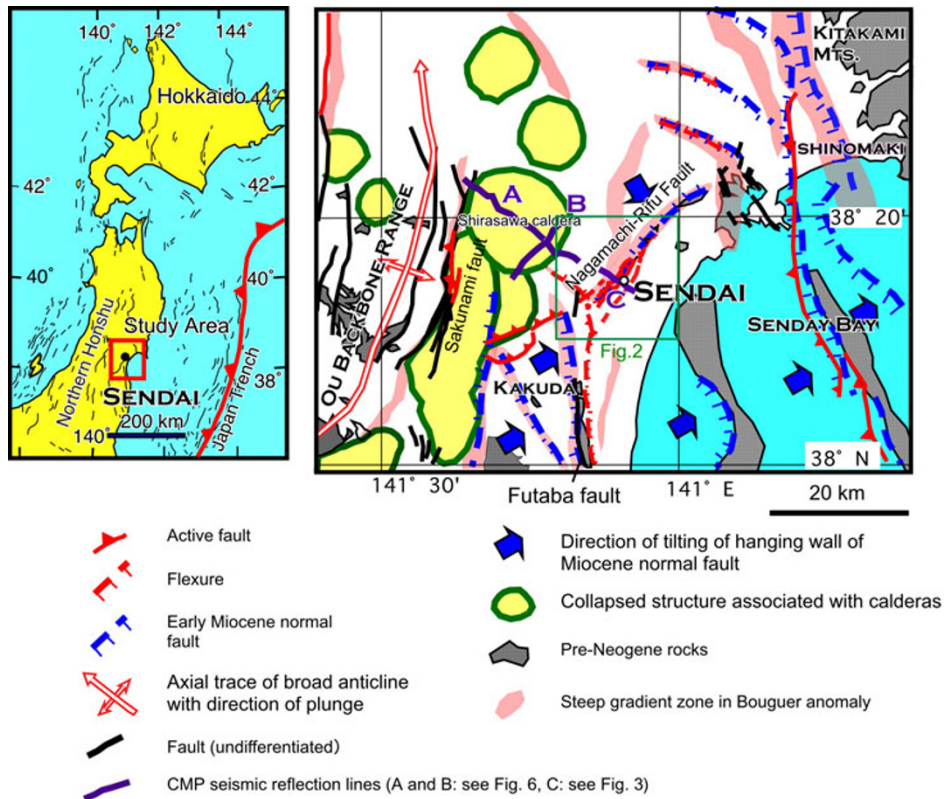 140˚ 142˚ 144˚
Hokkaido
44˚
42˚
40˚
Study Area
Northern Honshu
38˚
SENDAI
200 km
140˚
Japan Trench
KITAKAMI
MTS.
SHINOMAKI
A
B
Shirasawa caldera
38˚ 20'
OU BACKBONE RANGE
Nagamachi-Rifu Fault
Sakunami fault
C
SENDAI
SENDAY BAY
Fig.2
KAKUDA
38˚ N
141˚ 30'
141˚ E
Futaba fault
20 km
Active fault
Flexure
Early Miocene normal
fault
Axial trace of broad anticline
with direction of plunge
Fault (undifferentiated)
CMP seismic reflection lines (A and B: see Fig. 6, C: see Fig. 3)
Direction of tilting of hanging wall of
Miocene normal fault
Collapsed structure associated with calderas
Pre-Neogene rocks
Steep gradient zone in Bouguer anomaly